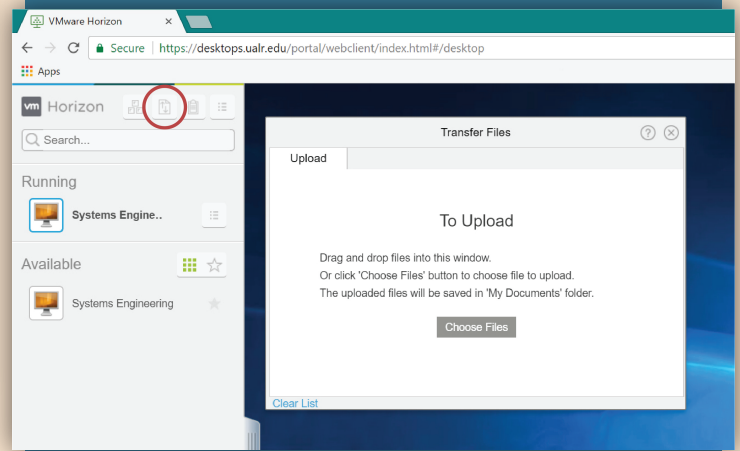 VMware Horizon
Secure | https://desktops.ualr.edu/portal/webclient/index.html#/desktop
Apps
vm Horizon
Search...
Running
Systems Engine..
Available
Systems Engineering
Transfer Files
Upload
To Upload
Drag and drop files into this window.
Or click 'Choose Files' button to choose file to upload.
The uploaded files will be saved in 'My Documents' folder.
Choose Files
Clear List